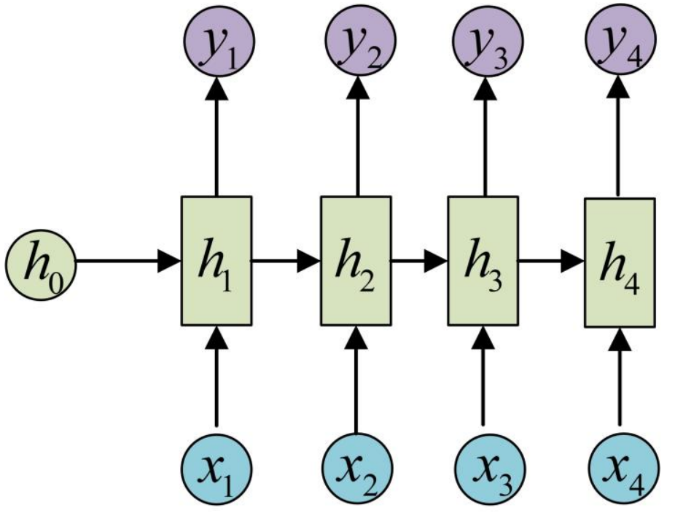 y₁ y₂ y₃ y₄
h₀ h₁ h₂ h₃ h₄
x₁ x₂ x₃ x₄